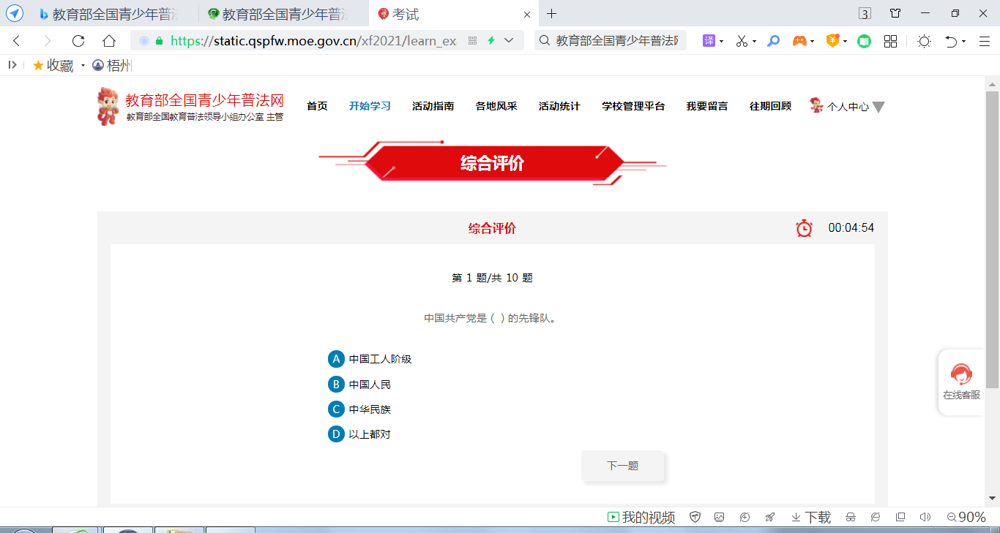 教育部全国青少年普法
教育部全国青少年普法
考试
3
https://static.qspfw.moe.gov.cn/xf2021/learn_ex
教育部全国青少年普法网
译
收藏
梧州
教育部全国青少年普法网
教育部全国教育普法领导小组办公室 主管
首页 开始学习 活动指南 各地风采 活动统计 学校管理平台 我要留言 往期回顾 个人中心
综合评价
综合评价
00:04:54
第 1 题/共 10 题
中国共产党是（ ）的先锋队。
A 中国工人阶级
B 中国人民
C 中华民族
D 以上都对
下一题
在线客服
我的视频
下载
90%